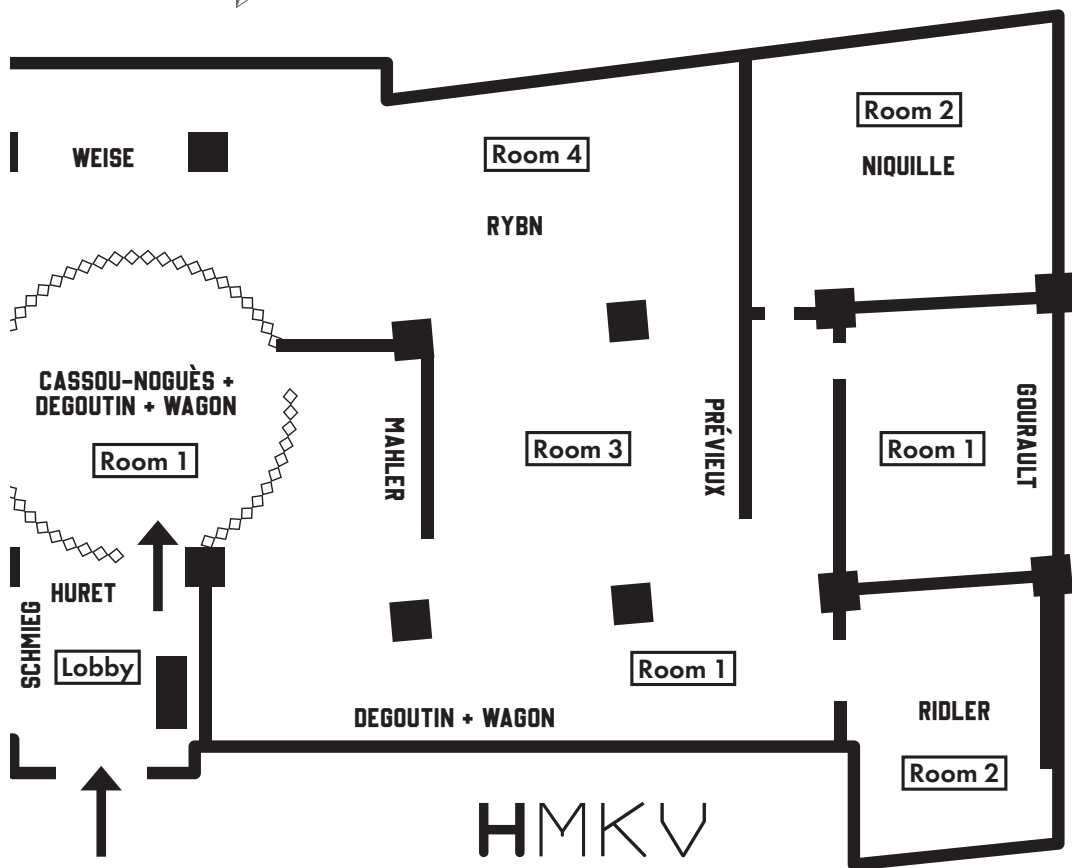 Room 2
NIQUILLE
Room 4
WEISE
RYBN
CASSOU-NOGUÈS +
DEGOUTIN + WAGON
Room 1
MAHLER
Room 3
PRÉVIEUX
Room 1
GOURAULT
HURET
SCHMIEG
Lobby
Room 1
DEGOUTIN + WAGON
RIDLER
Room 2
HMKV